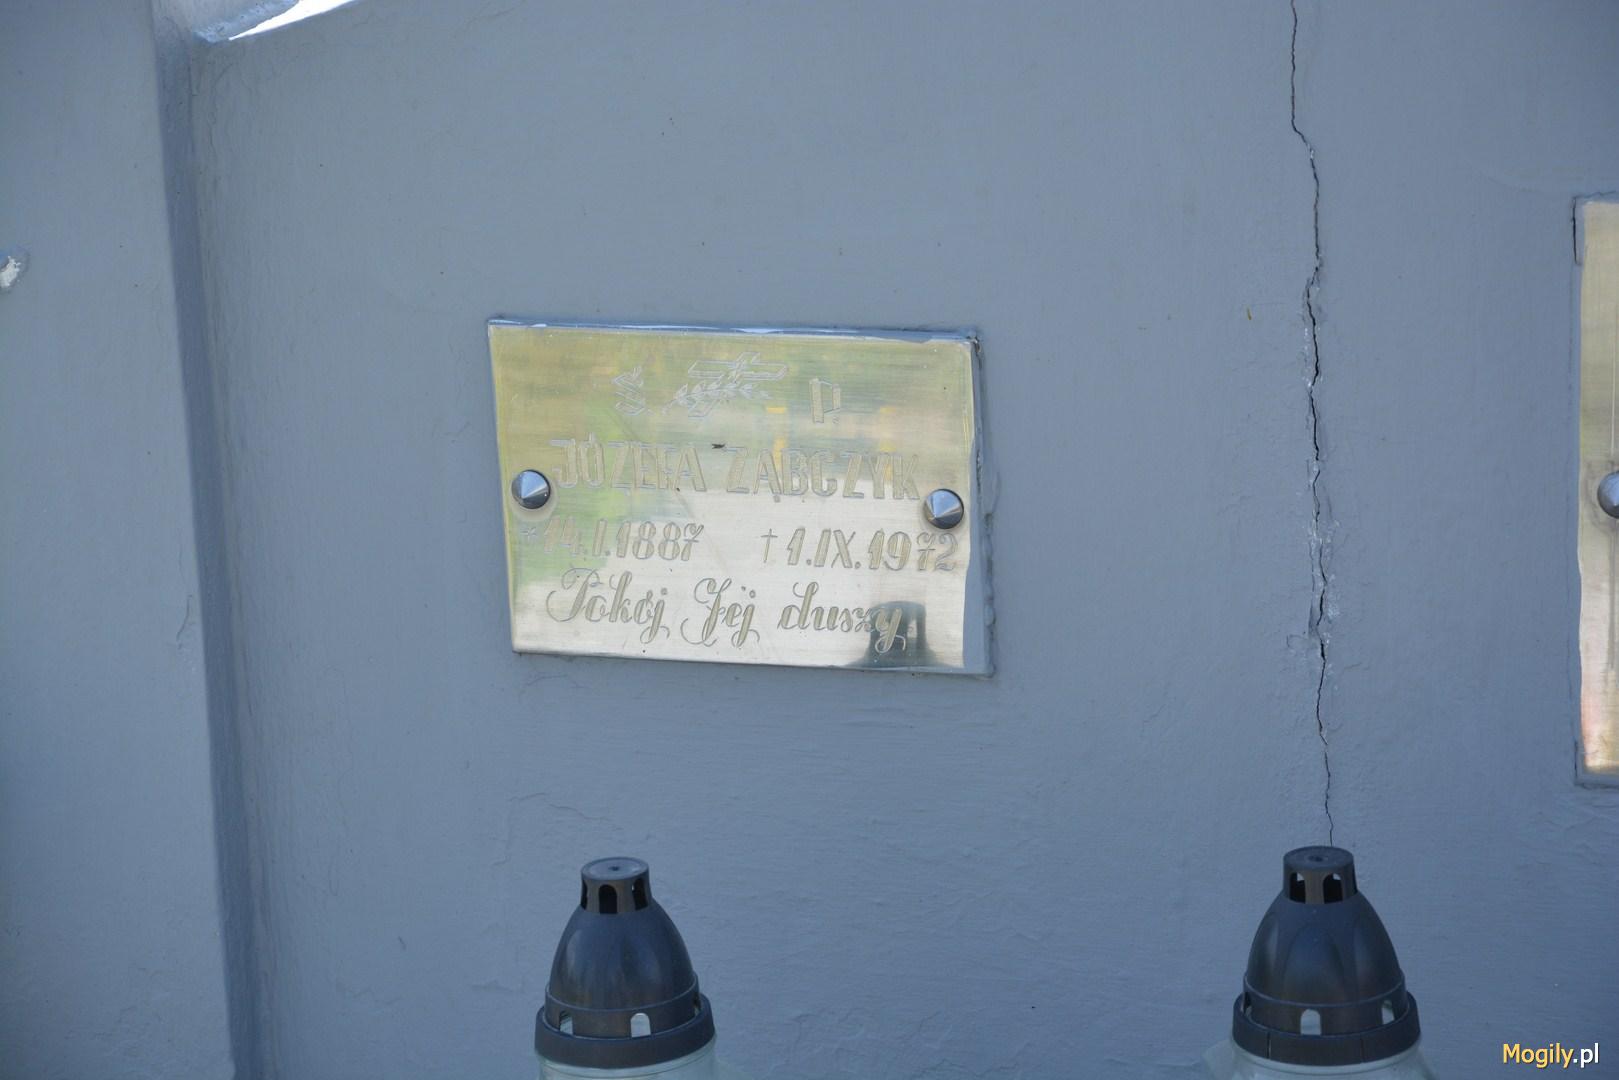 Ś. P.
JÓZEFA ZĄBCZYK
*14.I.1887 †1.IX.1972
Pokój Jej duszy
Mogily.pl